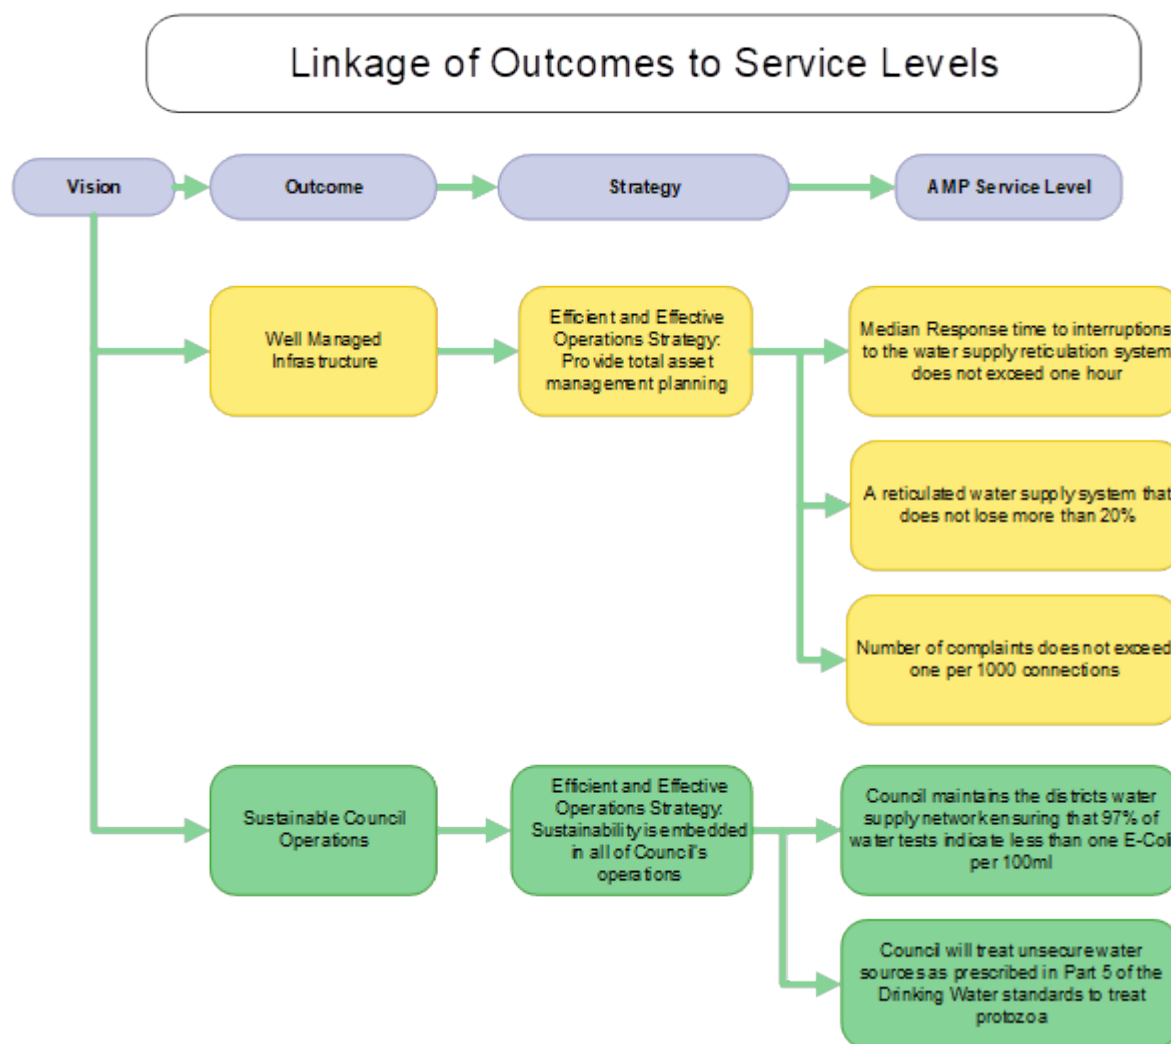 Linkage of Outcomes to Service Levels
Vision
Outcome
Strategy
AMP Service Level
Well Managed
Infrastructure
Efficient and Effective
Operations Strategy:
Provide total asset
management planning
Median Response time to interruptions
to the water supply reticulation system
does not exceed one hour
A reticulated water supply system that
does not lose more than 20%
Number of complaints does not exceed
one per 1000 connections
Sustainable Council
Operations
Efficient and Effective
Operations Strategy:
Sustainability is embedded
in all of Council's
operations
Council maintains the districts water
supply network ensuring that 97% of
water tests indicate less than one E-Coli
per 100ml
Council will treat unsecure water
sources as prescribed in Part 5 of the
Drinking Water standards to treat
protozoa